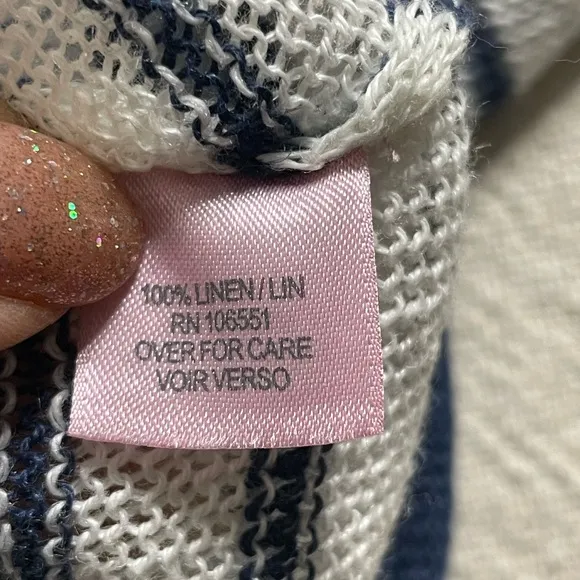 100% LINEN / LIN
RN 106551
OVER FOR CARE
VOIR VERSO